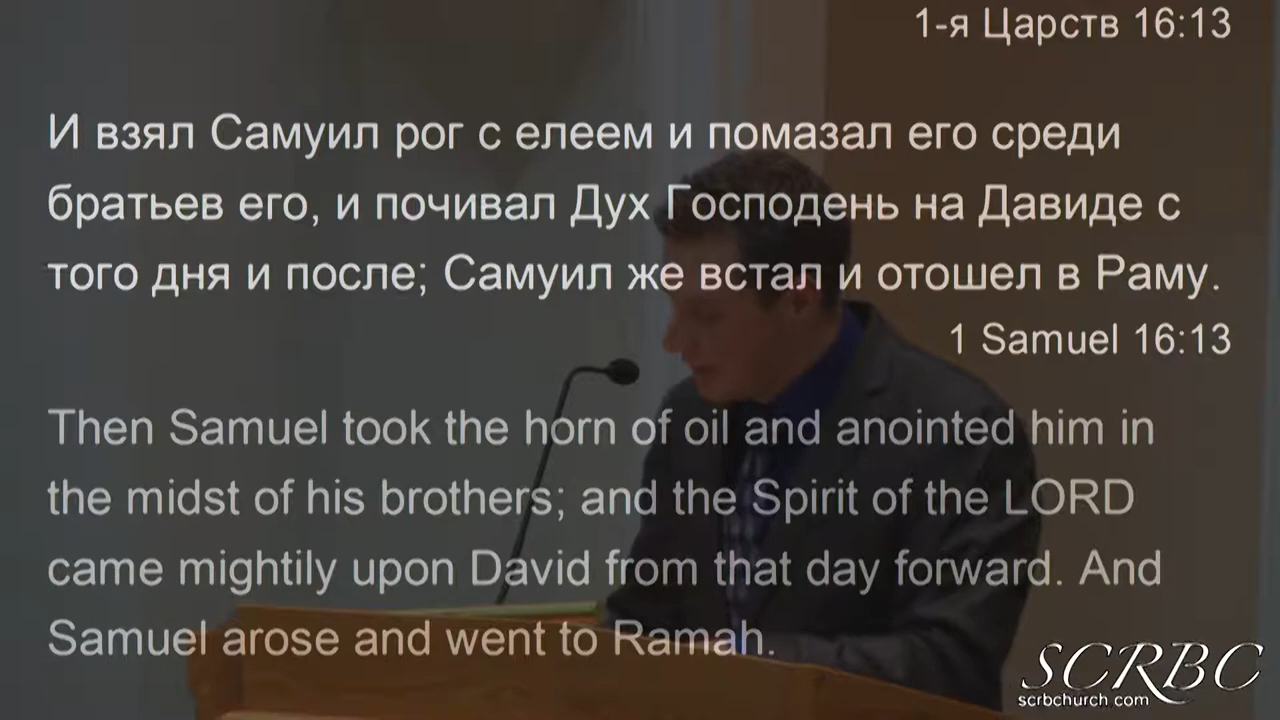 1-я Царств 16:13
И взял Самуил рог с елеем и помазал его среди
братьев его, и почивал Дух Господень на Давиде с
того дня и после; Самуил же встал и отошел в Раму.
1 Samuel 16:13
Then Samuel took the horn of oil and anointed him in
the midst of his brothers; and the Spirit of the LORD
came mightily upon David from that day forward. And
Samuel arose and went to Ramah.
SCRBC
scrbchurch.com